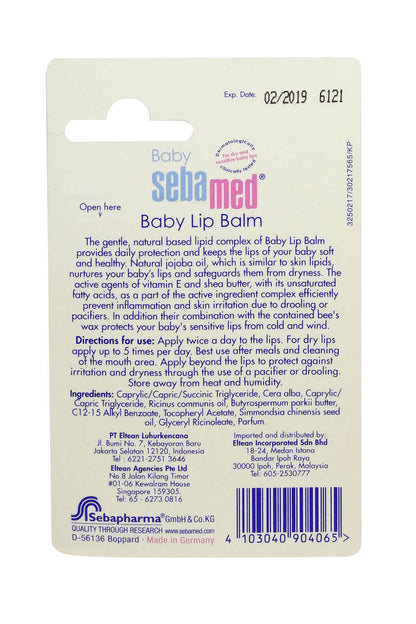 Exp. Date: 02/2019 6121
Baby
sebamed®
Dermatologically
For dry and
sensitive baby lips
clinically tested
Open here
Baby Lip Balm
3250217/30217565/KP
The gentle, natural based lipid complex of Baby Lip Balm
provides daily protection and keeps the lips of your baby soft
and healthy. Natural jojoba oil, which is similar to skin lipids,
nurtures your baby's lips and safeguards them from dryness. The
active agents of vitamin E and shea butter, with its unsaturated
fatty acids, as a part of the active ingredient complex efficiently
prevent inflammation and skin irritation due to drooling or
pacifiers. In addition their combination with the contained bee's
wax protects your baby's sensitive lips from cold and wind.
Directions for use: Apply twice a day to the lips. For dry lips
apply up to 5 times per day. Best use after meals and cleaning
of the mouth area. Apply beyond the lips to protect against
irritation and dryness through the use of a pacifier or drooling.
Store away from heat and humidity.
Ingredients: Caprylic/Capric/Succinic Triglyceride, Cera alba, Caprylic/
Capric Triglyceride, Ricinus communis oil, Butyrospermum parkii butter,
C12-15 Alkyl Benzoate, Tocopheryl Acetate, Simmondsia chinensis seed
oil, Glyceryl Ricinoleate, Parfum.
PT Eltean Luhurkencana
Jl. Bumi No. 7, Kebayoran Baru
Jakarta Selatan 12120, Indonesia
Tel : 6221-2751 3646
Eltean Agencies Pte Ltd
No.8 Jalan Kilang Timor
#01-06 Kewalram House
Singapore 159305.
Tel: 65 - 6273 0816
Imported and distributed by:
Eltean Incorporated Sdn Bhd
18-24, Medan Istana
Bandar Ipoh Raya
30000 Ipoh, Perak, Malaysia
Tel: 605-2530777
Sebapharma® GmbH & Co. KG
QUALITY THROUGH RESEARCH www.sebamed.com
D-56136 Boppard - Made in Germany
4 103040 904065 >